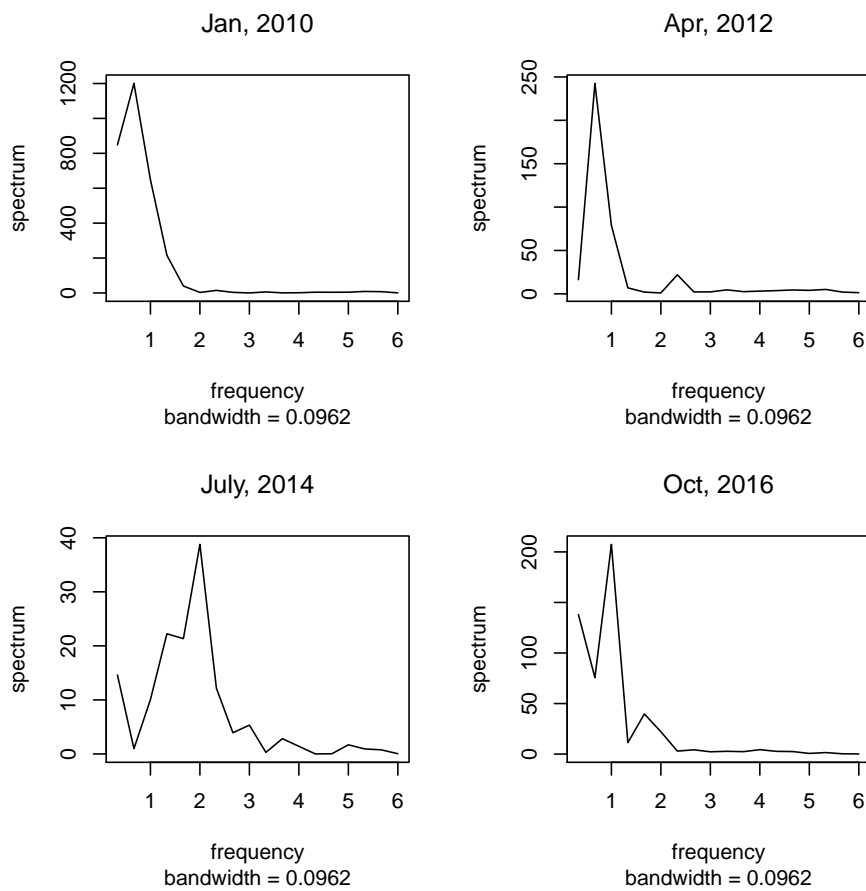 Jan, 2010
spectrum
0
400
800
1200
1 2 3 4 5 6
frequency
bandwidth = 0.0962
Apr, 2012
spectrum
0
50
150
250
1 2 3 4 5 6
frequency
bandwidth = 0.0962
July, 2014
spectrum
0
10
20
30
40
1 2 3 4 5 6
frequency
bandwidth = 0.0962
Oct, 2016
spectrum
0
50
100
200
1 2 3 4 5 6
frequency
bandwidth = 0.0962